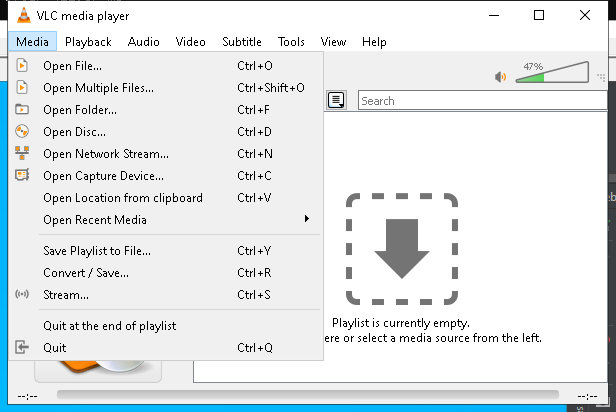 VLC media player
Media Playback Audio Video Subtitle Tools View Help
Open File... Ctrl+O
Open Multiple Files... Ctrl+Shift+O
Open Folder... Ctrl+F
Open Disc... Ctrl+D
Open Network Stream... Ctrl+N
Open Capture Device... Ctrl+C
Open Location from clipboard Ctrl+V
Open Recent Media
Save Playlist to File... Ctrl+Y
Convert / Save... Ctrl+R
Stream... Ctrl+S
Quit at the end of playlist
Quit Ctrl+Q
47%
Search
Playlist is currently empty.
ere or select a media source from the left.
--:-- --:--